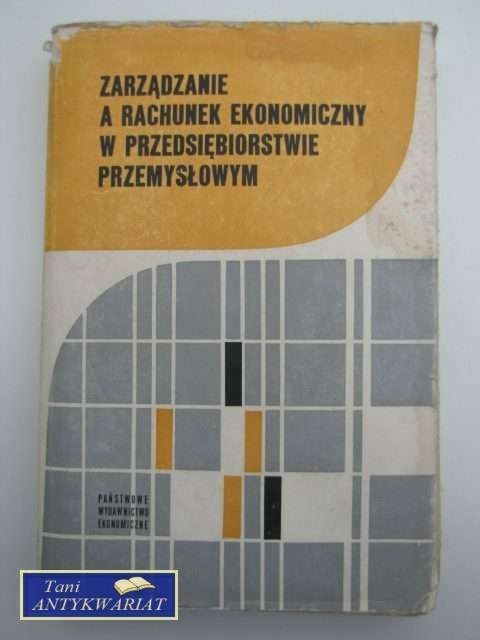 ZARZĄDZANIE
A RACHUNEK EKONOMICZNY
W PRZEDSIĘBIORSTWIE
PRZEMYSŁOWYM
PAŃSTWOWE
WYDAWNICTWO
EKONOMICZNE
Tani
ANTYKWARIAT